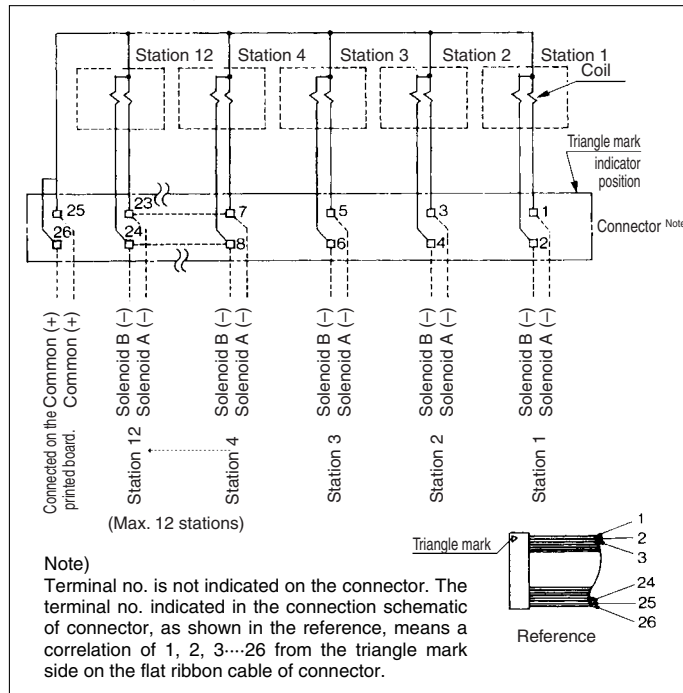 Station 12 Station 4 Station 3 Station 2 Station 1
Coil
Triangle mark
indicator
position
25 23 7 5 3 1
Connector Note
26 24 8 6 4 2
Connected on the Common (+)
printed board. Common (+)
Solenoid B (–)
Solenoid A (–)
Station 12
Solenoid B (–)
Solenoid A (–)
Station 4
Solenoid B (–)
Solenoid A (–)
Station 3
Solenoid B (–)
Solenoid A (–)
Station 2
Solenoid B (–)
Solenoid A (–)
Station 1
(Max. 12 stations)
Triangle mark
1
2
3
24
25
26
Reference
Note)
Terminal no. is not indicated on the connector. The
terminal no. indicated in the connection schematic
of connector, as shown in the reference, means a
correlation of 1, 2, 3····26 from the triangle mark
side on the flat ribbon cable of connector.